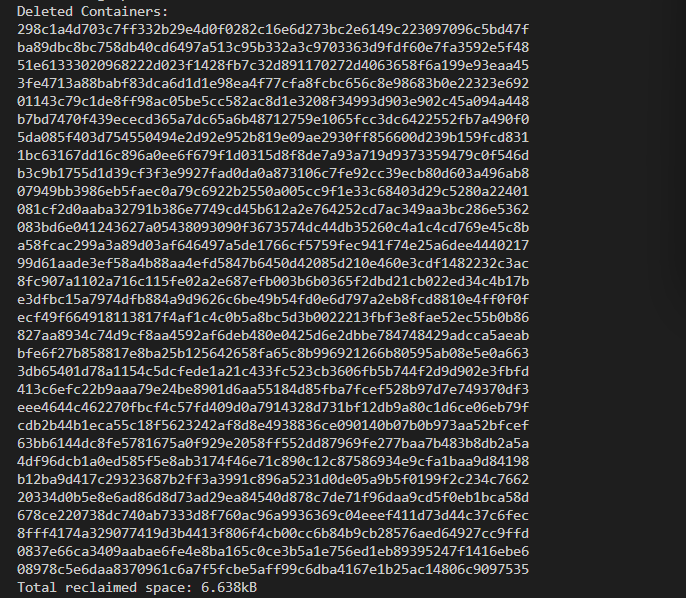 Deleted Containers:
298c1a4d703c7ff332b29e4d0f0282c16e6d273bc2e6149c223097096c5bd47f
ba89dbc8bc758db40cd6497a513c95b332a3c9703363d9fdf60e7fa3592e5f48
51e61333020968222d023f1428fb7c32d891170272d4063658f6a199e93eaa45
3fe4713a88babf83dca6d1d1e98ea4f77cfa8fcbc656c8e98683b0e22323e692
01143c79c1de8ff98ac05be5cc582ac8d1e3208f34993d903e902c45a094a448
b7bd7470f439ececd365a7dc65a6b48712759e1065fcc3dc6422552fb7a490f0
5da085f403d754550494e2d92e952b819e09ae2930ff856600d239b159fcd831
1bc63167dd16c896a0ee6f679f1d0315d8f8de7a93a719d9373359479c0f546d
b3c9b1755d1d39cf3f3e9927fad0da0a873106c7fe92cc39ecb80d603a496ab8
07949bb3986eb5faec0a79c6922b2550a005cc9f1e33c68403d29c5280a22401
081cf2d0aaba32791b386e7749cd45b612a2e764252cd7ac349aa3bc286e5362
083bd6e041243627a05438093090f3673574dc44db35260c4a1c4cd769e45c8b
a58fcac299a3a89d03af646497a5de1766cf5759fec941f74e25a6dee4440217
99d61aade3ef58a4b88aa4efd5847b6450d42085d210e460e3cdf1482232c3ac
8fc907a1102a716c115fe02a2e687efb003b6b0365f2dbd21cb022ed34c4b17b
e3dfbc15a7974dfb884a9d9626c6be49b54fd0e6d797a2eb8fcd8810e4ff0f0f
ecf49f664918113817f4af1c4c0b5a8bc5d3b0022213fbf3e8fae52ec55b0b86
827aa8934c74d9cf8aa4592af6deb480e0425d6e2dbbe784748429adcca5aeab
bfe6f27b858817e8ba25b125642658fa65c8b996921266b80595ab08e5e0a663
3db65401d78a1154c5dcfede1a21c433fc523cb3606fb5b744f2d9d902e3fbfd
413c6efc22b9aaa79e24be8901d6aa55184d85fba7fcef528b97d7e749370df3
eee4644c462270fbcf4c57fd409d0a7914328d731bf12db9a80c1d6ce06eb79f
cdb2b44b1eca55c18f5623242af8d8e4938836ce090140b07b0b973aa52bfcef
63bb6144dc8fe5781675a0f929e2058ff552dd87969fe277baa7b483b8db2a5a
4df96dcb1a0ed585f5e8ab3174f46e71c890c12c87586934e9cfa1baa9d84198
b12ba9d417c29323687b2ff3a3991c896a5231d0de05a9b5f0199f2c234c7662
20334d0b5e8e6ad86d8d73ad29ea84540d878c7de71f96daa9cd5f0eb1bca58d
678ce220738dc740ab7333d8f760ac96a9936369c04eeef411d73d44c37c6fec
8fff4174a329077419d3b4413f806f4cb00cc6b84b9cb28576aed64927cc9ffd
0837e66ca3409aabae6fe4e8ba165c0ce3b5a1e756ed1eb89395247f1416ebe6
08978c5e6daa8370961c6a7f5fcbe5aff99c6dba4167e1b25ac14806c9097535
Total reclaimed space: 6.638kB